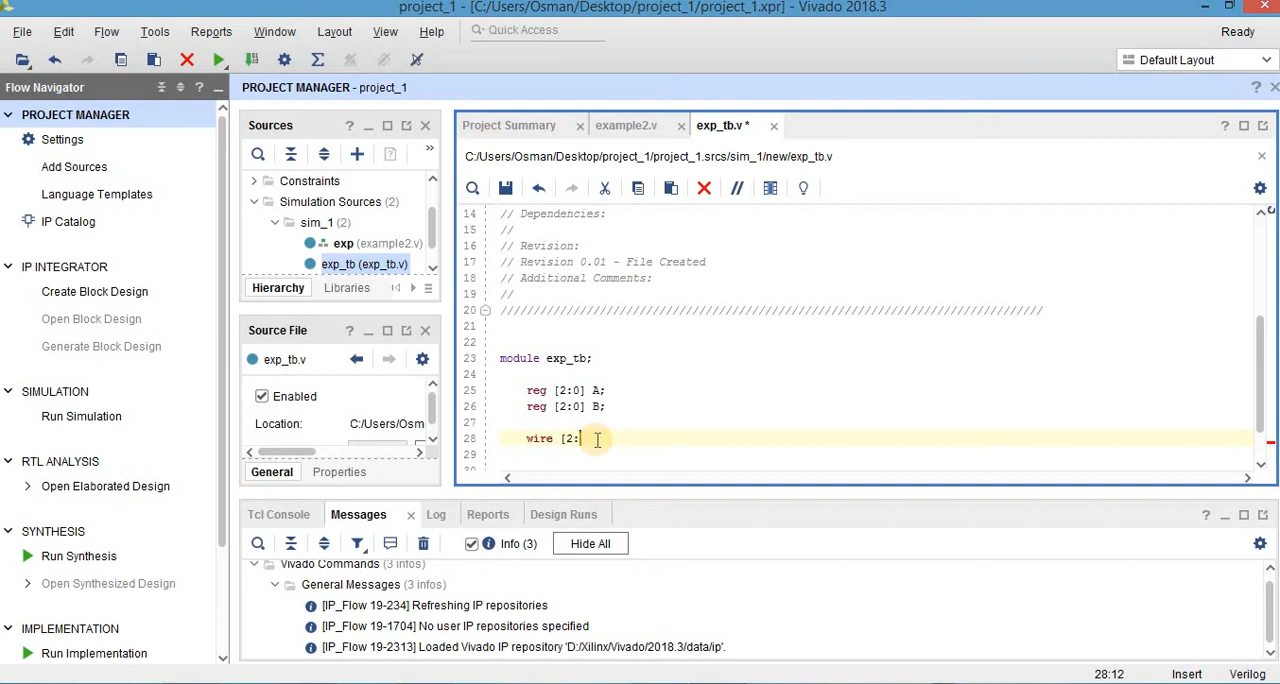 project_1 - [C:/Users/Osman/Desktop/project_1/project_1.xpr] - Vivado 2018.3
File Edit Flow Tools Reports Window Layout View Help Quick Access Ready
Default Layout
Flow Navigator
PROJECT MANAGER - project_1
PROJECT MANAGER
Settings
Add Sources
Language Templates
IP Catalog
IP INTEGRATOR
Create Block Design
Open Block Design
Generate Block Design
SIMULATION
Run Simulation
RTL ANALYSIS
Open Elaborated Design
SYNTHESIS
Run Synthesis
Open Synthesized Design
IMPLEMENTATION
Run Implementation
Sources
Constraints
Simulation Sources (2)
sim_1 (2)
exp (example2.v)
exp_tb (exp_tb.v)
Hierarchy Libraries
Source File
exp_tb.v
Enabled
Location: C:/Users/Osm
General Properties
Project Summary example2.v exp_tb.v *
C:/Users/Osman/Desktop/project_1/project_1.srcs/sim_1/new/exp_tb.v
14 // Dependencies:
15 //
16 // Revision:
17 // Revision 0.01 - File Created
18 // Additional Comments:
19 //
20 //////////////////////////////////////////////////////////////////////////////////
21
22
23 module exp_tb;
24
25 reg [2:0] A;
26 reg [2:0] B;
27
28 wire [2:
29
30
Tcl Console Messages Log Reports Design Runs
Info (3) Hide All
Vivado Commands (3 infos)
General Messages (3 infos)
[IP_Flow 19-234] Refreshing IP repositories
[IP_Flow 19-1704] No user IP repositories specified
[IP_Flow 19-2313] Loaded Vivado IP repository 'D:/Xilinx/Vivado/2018.3/data/ip'.
28:12 Insert Verilog